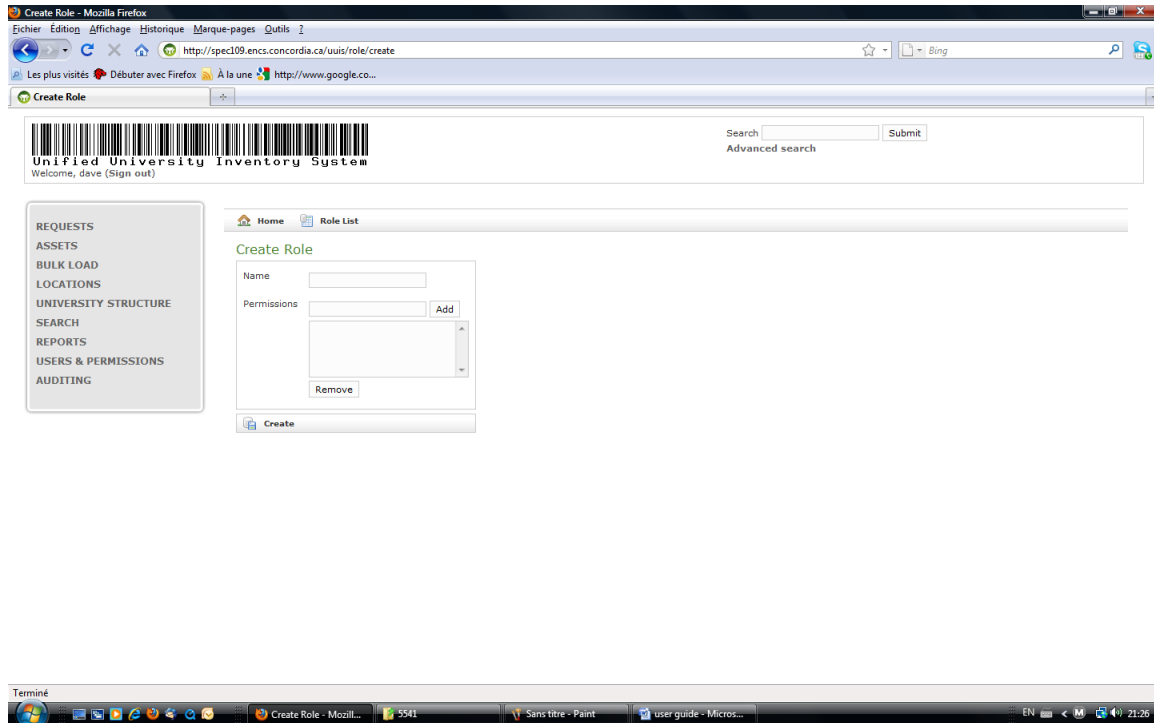 Create Role - Mozilla Firefox
Fichier Édition Affichage Historique Marque-pages Outils ?
http://spec109.encs.concordia.ca/uuis/role/create
Bing
Les plus visités Débuter avec Firefox À la une http://www.google.co...
Create Role
Unified University Inventory System
Welcome, dave (Sign out)
Search Submit
Advanced search
REQUESTS
ASSETS
BULK LOAD
LOCATIONS
UNIVERSITY STRUCTURE
SEARCH
REPORTS
USERS & PERMISSIONS
AUDITING
Home Role List
Create Role
Name
Permissions Add
Remove
Create
Terminé
Create Role - Mozill... 5541 Sans titre - Paint user guide - Micros... EN 21:26